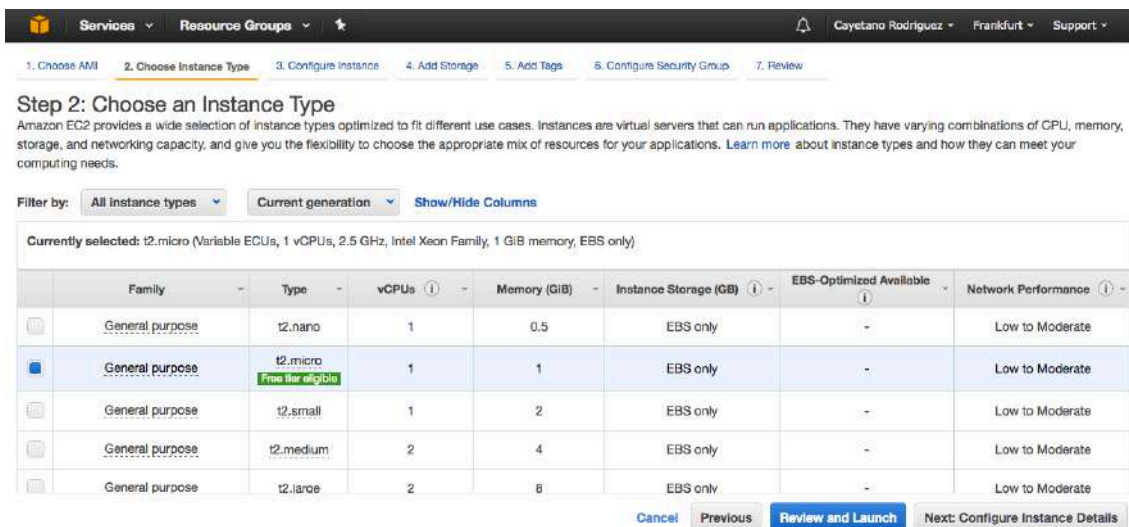 Services Resource Groups Cayetano Rodriguez Frankfurt Support
1. Choose AMI 2. Choose Instance Type 3. Configure Instance 4. Add Storage 5. Add Tags 6. Configure Security Group 7. Review
Step 2: Choose an Instance Type
Amazon EC2 provides a wide selection of instance types optimized to fit different use cases. Instances are virtual servers that can run applications. They have varying combinations of CPU, memory,
storage, and networking capacity, and give you the flexibility to choose the appropriate mix of resources for your applications. Learn more about instance types and how they can meet your
computing needs.
Filter by: All instance types Current generation Show/Hide Columns
Currently selected: t2.micro (Variable ECUs, 1 vCPUs, 2.5 GHz, Intel Xeon Family, 1 GiB memory, EBS only)
Family Type vCPUs Memory (GiB) Instance Storage (GB) EBS-Optimized Available Network Performance
General purpose t2.nano 1 0.5 EBS only - Low to Moderate
General purpose t2.micro 1 1 EBS only - Low to Moderate
Free tier eligible
General purpose t2.small 1 2 EBS only - Low to Moderate
General purpose t2.medium 2 4 EBS only - Low to Moderate
General purpose t2.large 2 8 EBS only - Low to Moderate
Cancel Previous Review and Launch Next: Configure Instance Details